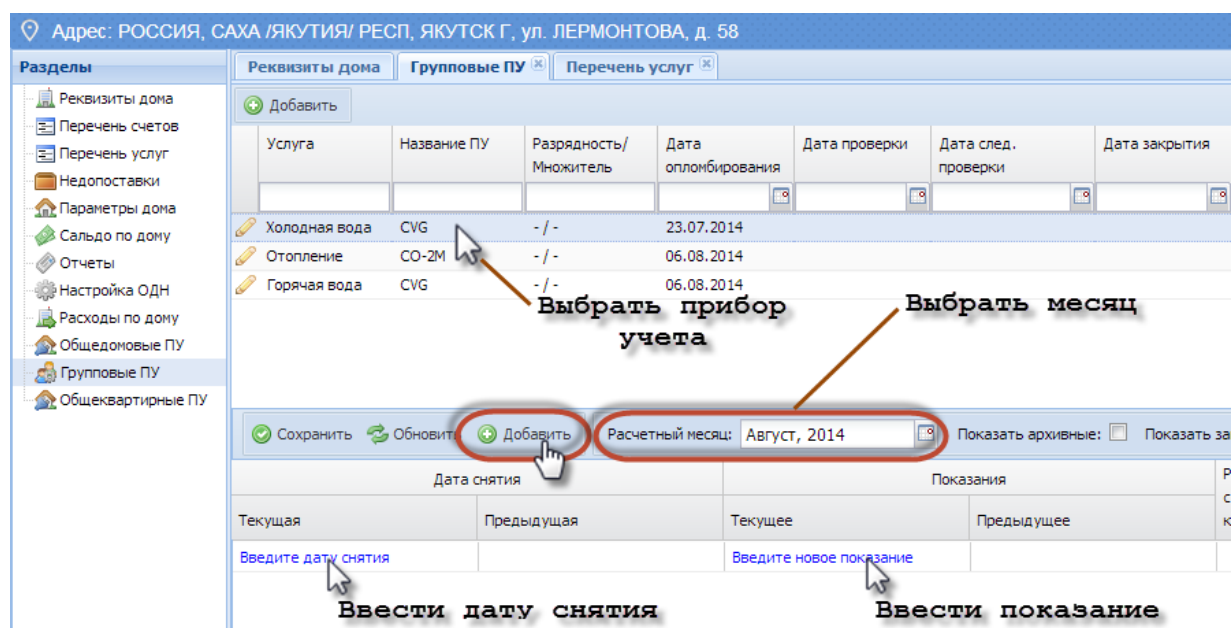 Адрес: РОССИЯ, САХА /ЯКУТИЯ/ РЕСП, ЯКУТСК Г, ул. ЛЕРМОНТОВА, д. 58
Разделы
Реквизиты дома
Перечень счетов
Перечень услуг
Недопоставки
Параметры дома
Сальдо по дому
Отчеты
Настройка ОДН
Расходы по дому
Общедомовые ПУ
Групповые ПУ
Общеквартирные ПУ
Реквизиты дома Групповые ПУ Перечень услуг
Добавить
Услуга Название ПУ Разрядность/ Дата Дата проверки Дата след. Дата закрытия
Множитель опломбирования проверки
Холодная вода CVG - / - 23.07.2014
Отопление СО-2М - / - 06.08.2014
Горячая вода CVG - / - 06.08.2014
Выбрать прибор
учета
Выбрать месяц
Сохранить Обновить Добавить Расчетный месяц: Август, 2014 Показать архивные: Показать за
Дата снятия Показания Р
с
Текущая Предыдущая Текущее Предыдущее к
Введите дату снятия Введите новое показание
Ввести дату снятия Ввести показание